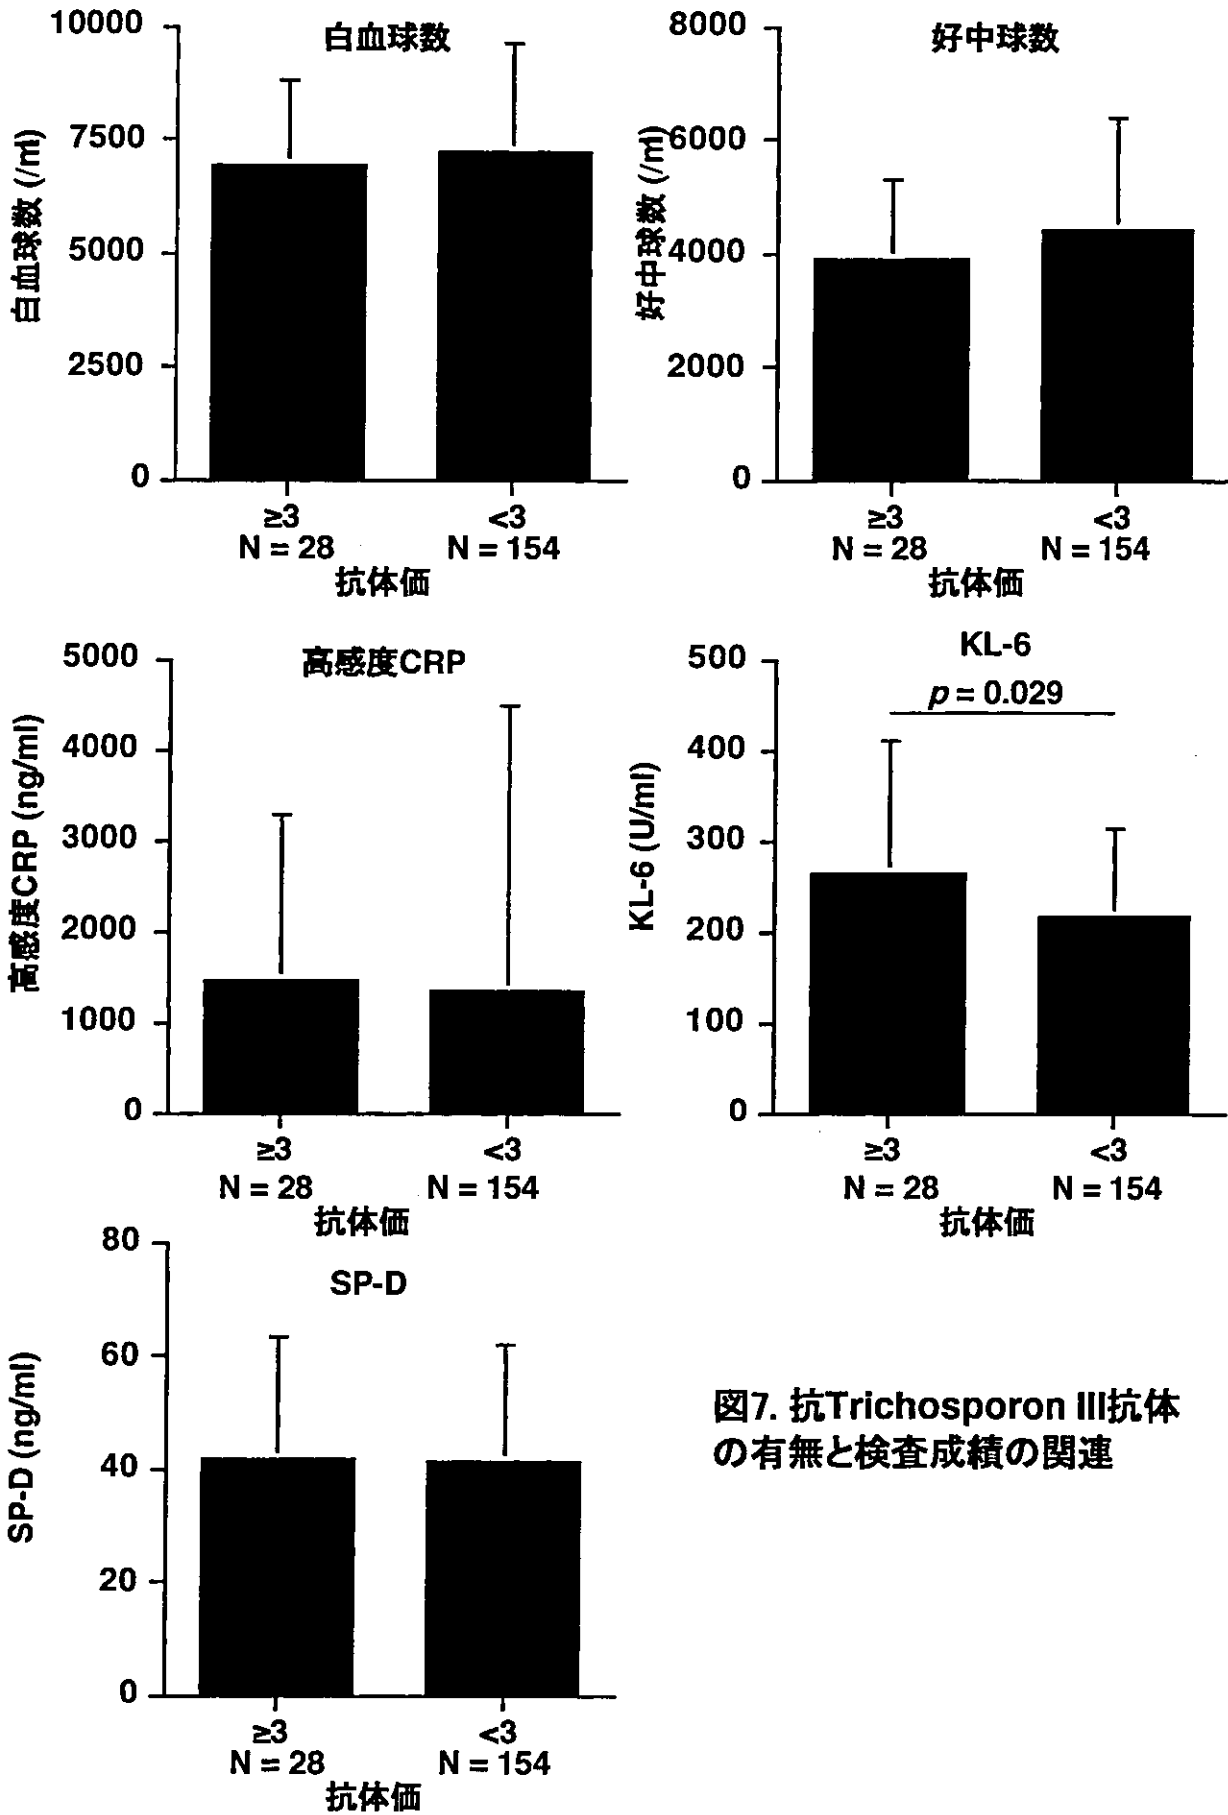 白血球数
白血球数 (/ml)
10000
7500
5000
2500
0
≥3
<3
N = 28
N = 154
抗体価
好中球数
好中球数 (/ml)
8000
6000
4000
2000
0
≥3
<3
N = 28
N = 154
抗体価
高感度CRP
高感度CRP (ng/ml)
5000
4000
3000
2000
1000
0
≥3
<3
N = 28
N = 154
抗体価
KL-6
p = 0.029
KL-6 (U/ml)
500
400
300
200
100
0
≥3
<3
N = 28
N = 154
抗体価
SP-D
SP-D (ng/ml)
80
60
40
20
0
≥3
<3
N = 28
N = 154
抗体価
図7. 抗Trichosporon III抗体
の有無と検査成績の関連